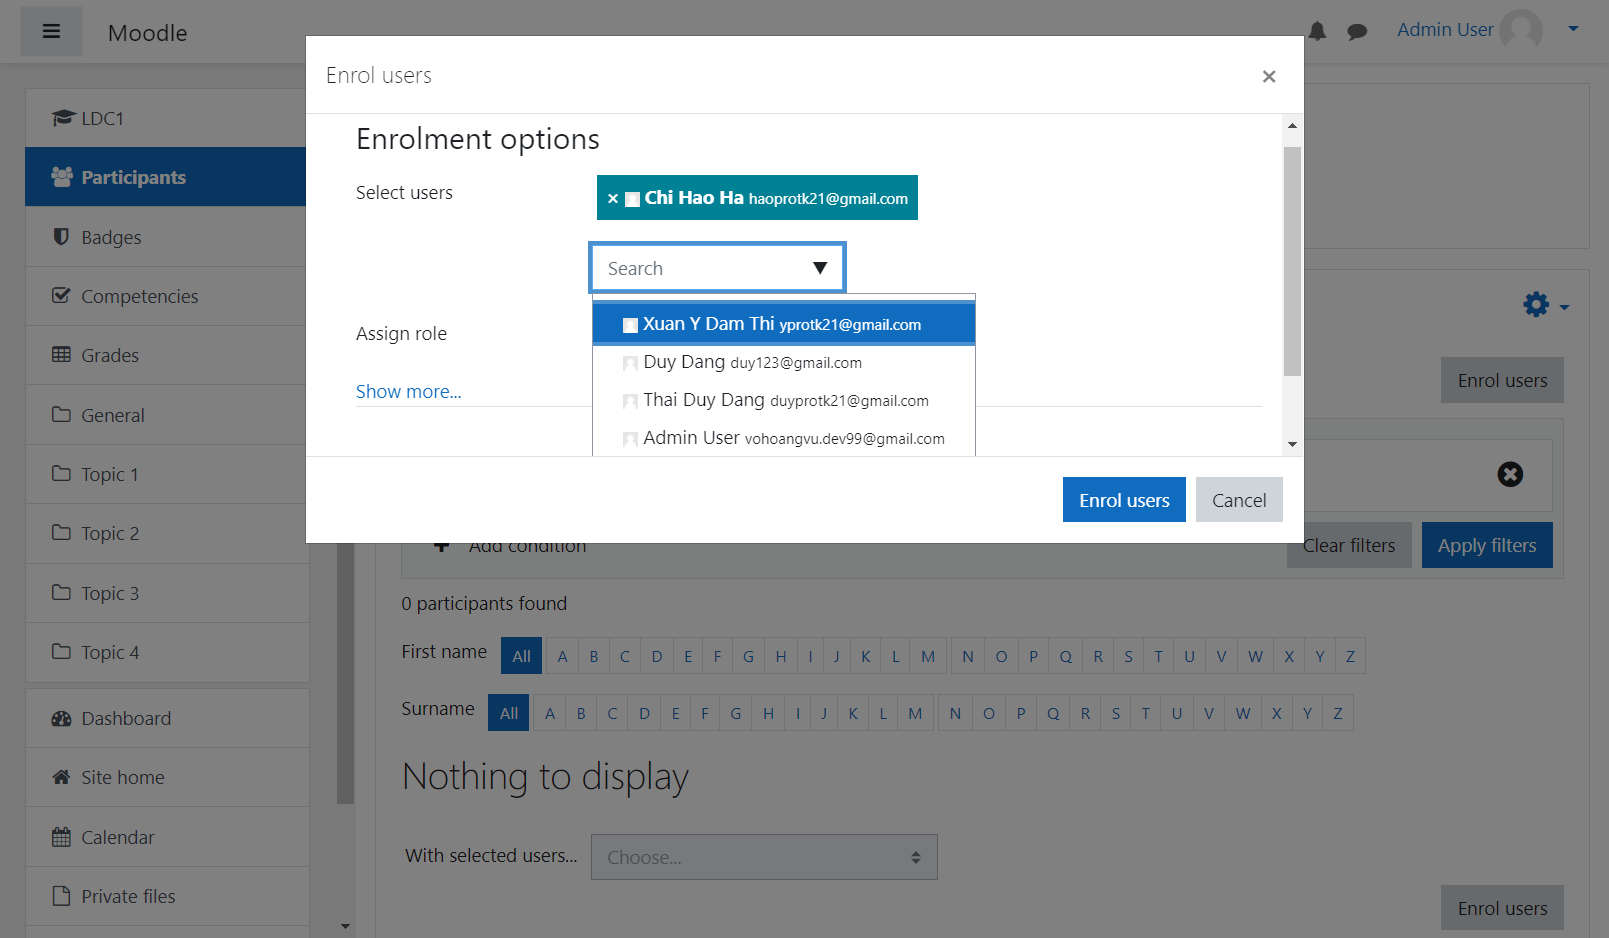 Moodle
Admin User
LDC1
Participants
Badges
Competencies
Grades
General
Topic 1
Topic 2
Topic 3
Topic 4
Dashboard
Site home
Calendar
Private files
Enrol users
×
Enrolment options
Select users
× Chi Hao Ha haoprotk21@gmail.com
Search ▼
Xuan Y Dam Thi yprotk21@gmail.com
Duy Dang duy123@gmail.com
Thai Duy Dang duyprotk21@gmail.com
Admin User vohoangvu.dev99@gmail.com
Assign role
Show more...
Enrol users Cancel
Enrol users
Add condition
Clear filters Apply filters
0 participants found
First name All A B C D E F G H I J K L M N O P Q R S T U V W X Y Z
Surname All A B C D E F G H I J K L M N O P Q R S T U V W X Y Z
Nothing to display
With selected users... Choose...
Enrol users